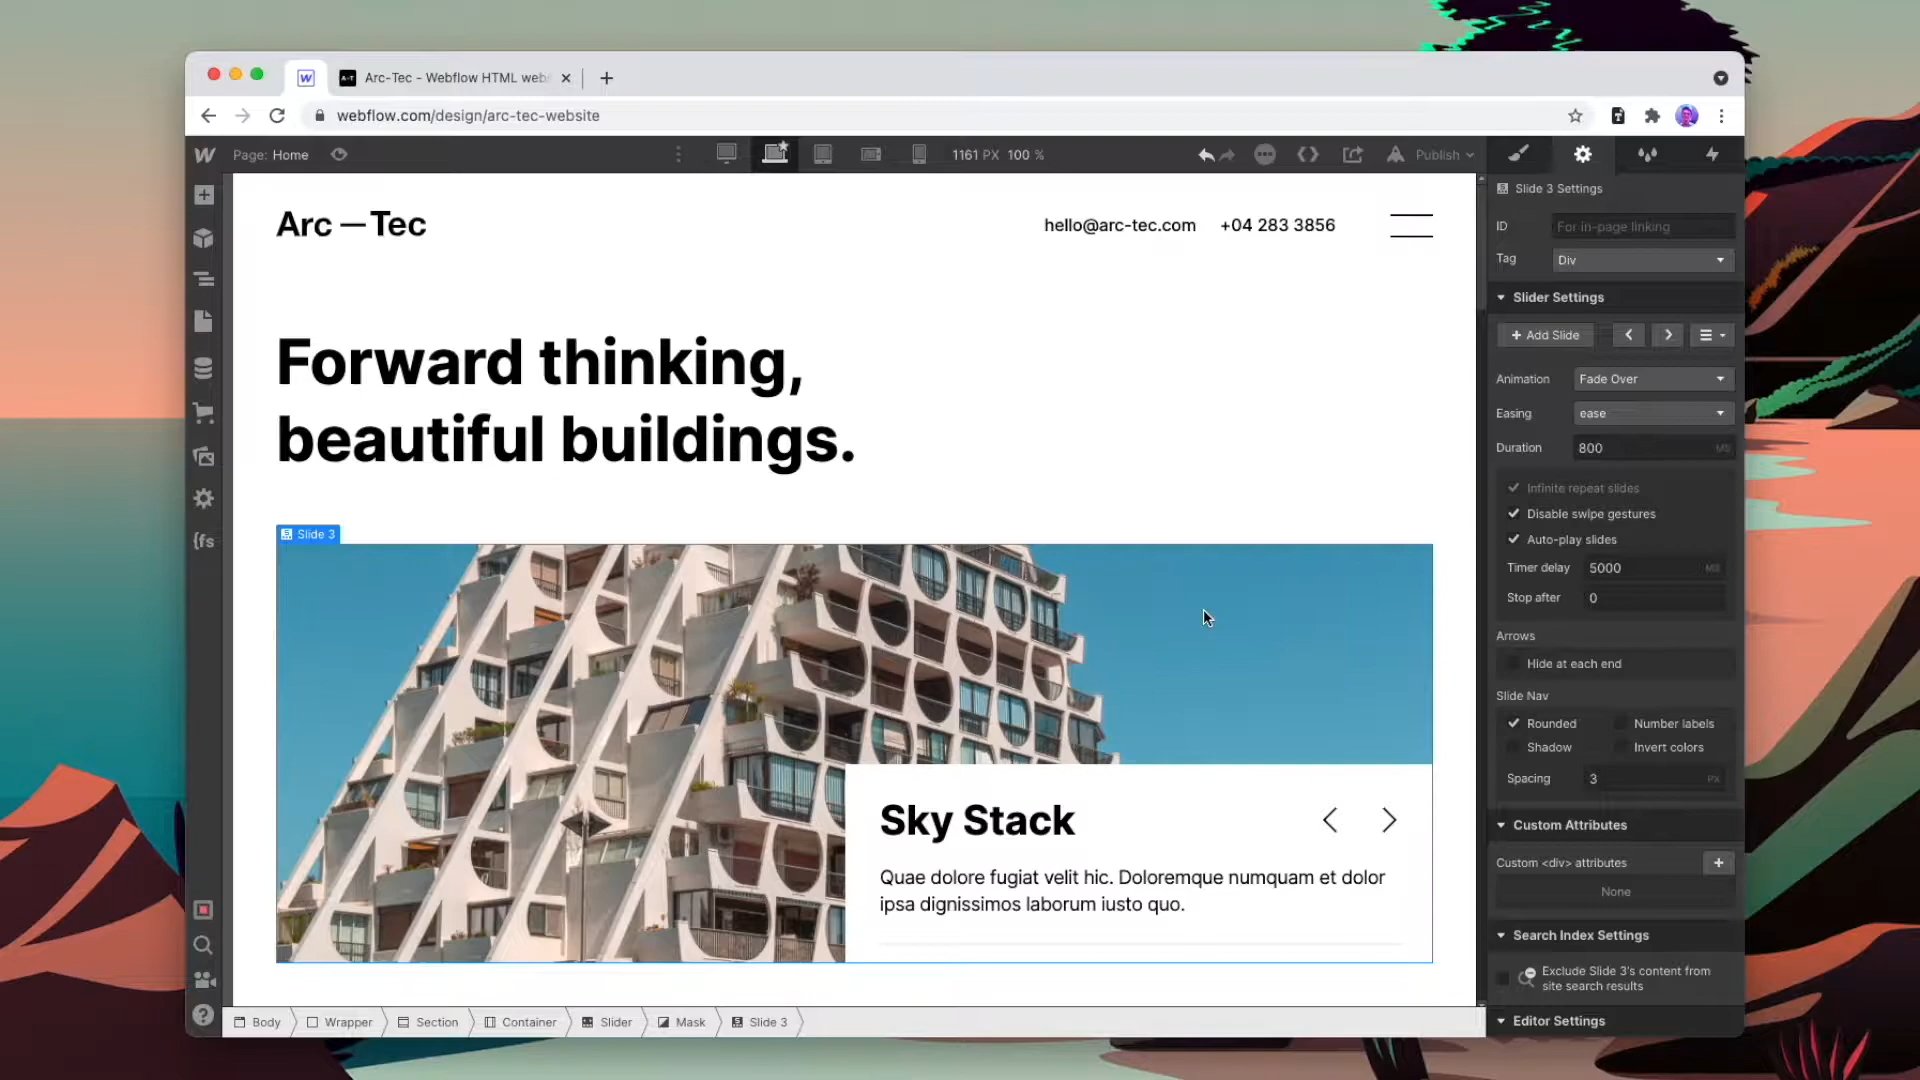 W
A-T
Arc-Tec - Webflow HTML webs
webflow.com/design/arc-tec-website
Page: Home
1161 PX 100 %
Publish
Slide 3 Settings
ID
For in-page linking
Tag
Div
Slider Settings
+ Add Slide
Animation
Fade Over
Easing
ease
Duration
800
MS
Infinite repeat slides
Disable swipe gestures
Auto-play slides
Timer delay
5000
MS
Stop after
0
Arrows
Hide at each end
Slide Nav
Rounded
Number labels
Shadow
Invert colors
Spacing
3
PX
Custom Attributes
Custom <div> attributes
None
Search Index Settings
Exclude Slide 3's content from
site search results
Editor Settings
{fs
Arc — Tec
hello@arc-tec.com
+04 283 3856
Forward thinking,
beautiful buildings.
Slide 3
Sky Stack
Quae dolore fugiat velit hic. Doloremque numquam et dolor
ipsa dignissimos laborum iusto quo.
Body
Wrapper
Section
Container
Slider
Mask
Slide 3